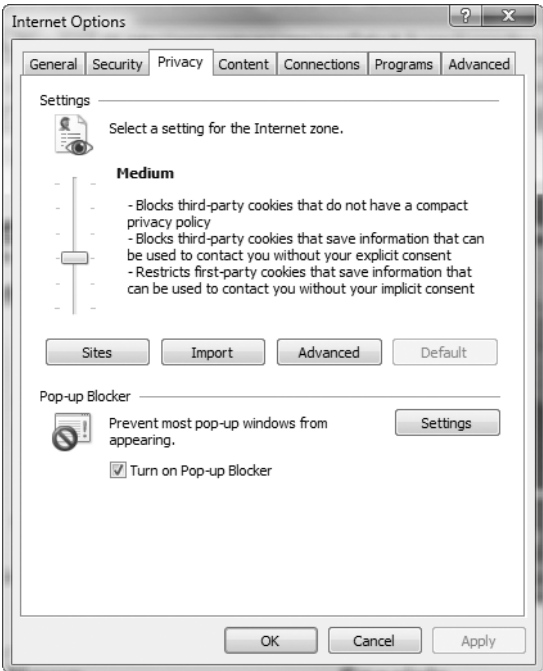 Internet Options
? X
General Security Privacy Content Connections Programs Advanced
Settings
Select a setting for the Internet zone.
Medium
- Blocks third-party cookies that do not have a compact
privacy policy
- Blocks third-party cookies that save information that can
be used to contact you without your explicit consent
- Restricts first-party cookies that save information that
can be used to contact you without your implicit consent
Sites Import Advanced Default
Pop-up Blocker
Prevent most pop-up windows from
appearing.
Settings
Turn on Pop-up Blocker
OK Cancel Apply